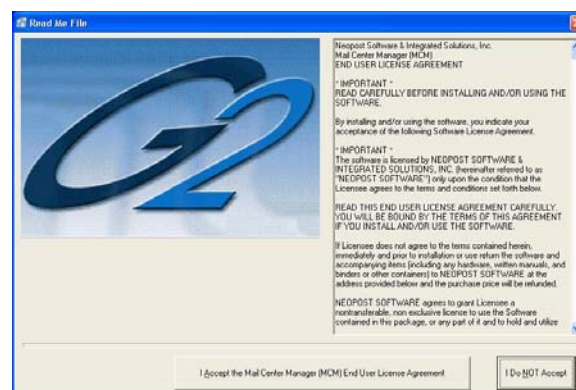 Read Me File
G2
Neopost Software & Integrated Solutions, Inc.
Mail Center Manager (MCM)
END USER LICENSE AGREEMENT
* IMPORTANT *
READ CAREFULLY BEFORE INSTALLING AND/OR USING THE
SOFTWARE.
By installing and/or using the software, you indicate your
acceptance of the following Software License Agreement.
* IMPORTANT *
The software is licensed by NEOPOST SOFTWARE &
INTEGRATED SOLUTIONS, INC. (hereinafter referred to as
"NEOPOST SOFTWARE") only upon the condition that the
Licensee agrees to the terms and conditions set forth below.
READ THIS END USER LICENSE AGREEMENT CAREFULLY.
YOU WILL BE BOUND BY THE TERMS OF THIS AGREEMENT
IF YOU INSTALL AND/OR USE THE SOFTWARE.
If Licensee does not agree to the terms contained herein,
immediately and prior to installation or use return the software and
accompanying items (including any hardware, written manuals, and
binders or other containers) to NEOPOST SOFTWARE at the
address provided below and the purchase price will be refunded.
NEOPOST SOFTWARE agrees to grant Licensee a
nontransferable, non exclusive license to use the Software
contained in this package, or any part of it and to hold and utilize
I Accept the Mail Center Manager (MCM) End User License Agreement
I Do NOT Accept